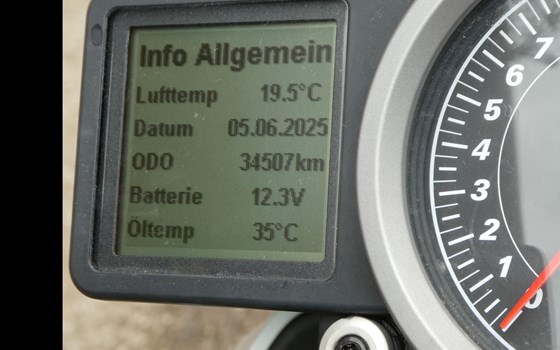 Info Allgemein
Lufttemp 19.5°C
Datum 05.06.2025
ODO 34507km
Batterie 12.3V
Öltemp 35°C
7
6
5
4
3
2
1
0